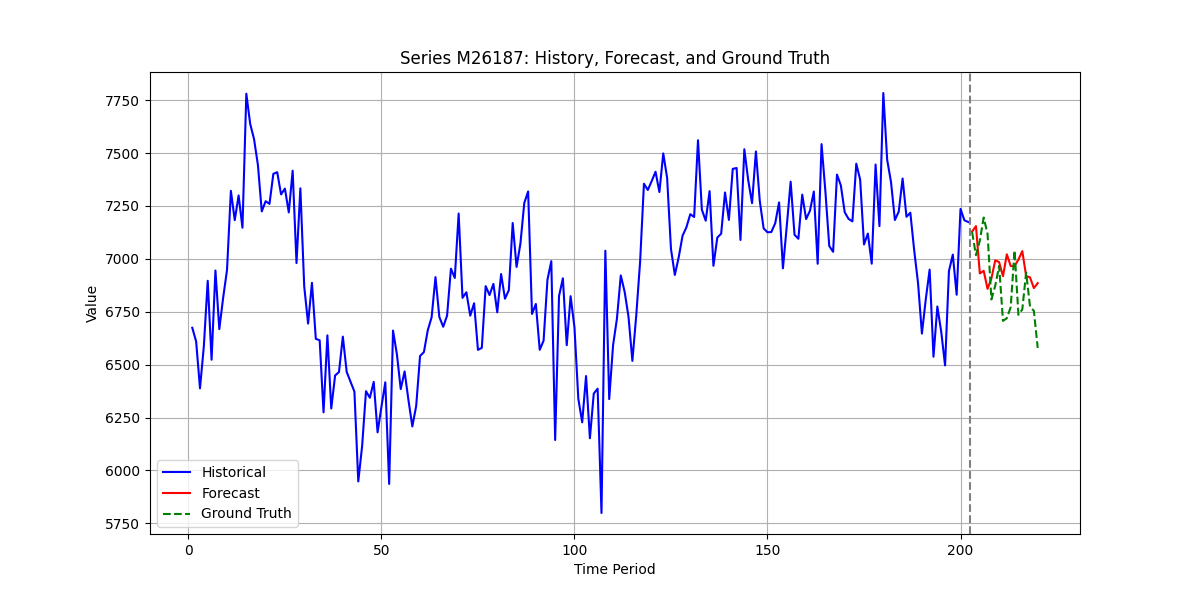 Series M26187: History, Forecast, and Ground Truth
7750
7500
7250
7000
6750
6500
6250
6000
5750
Value
Historical
Forecast
Ground Truth
0 50 100 150 200
Time Period